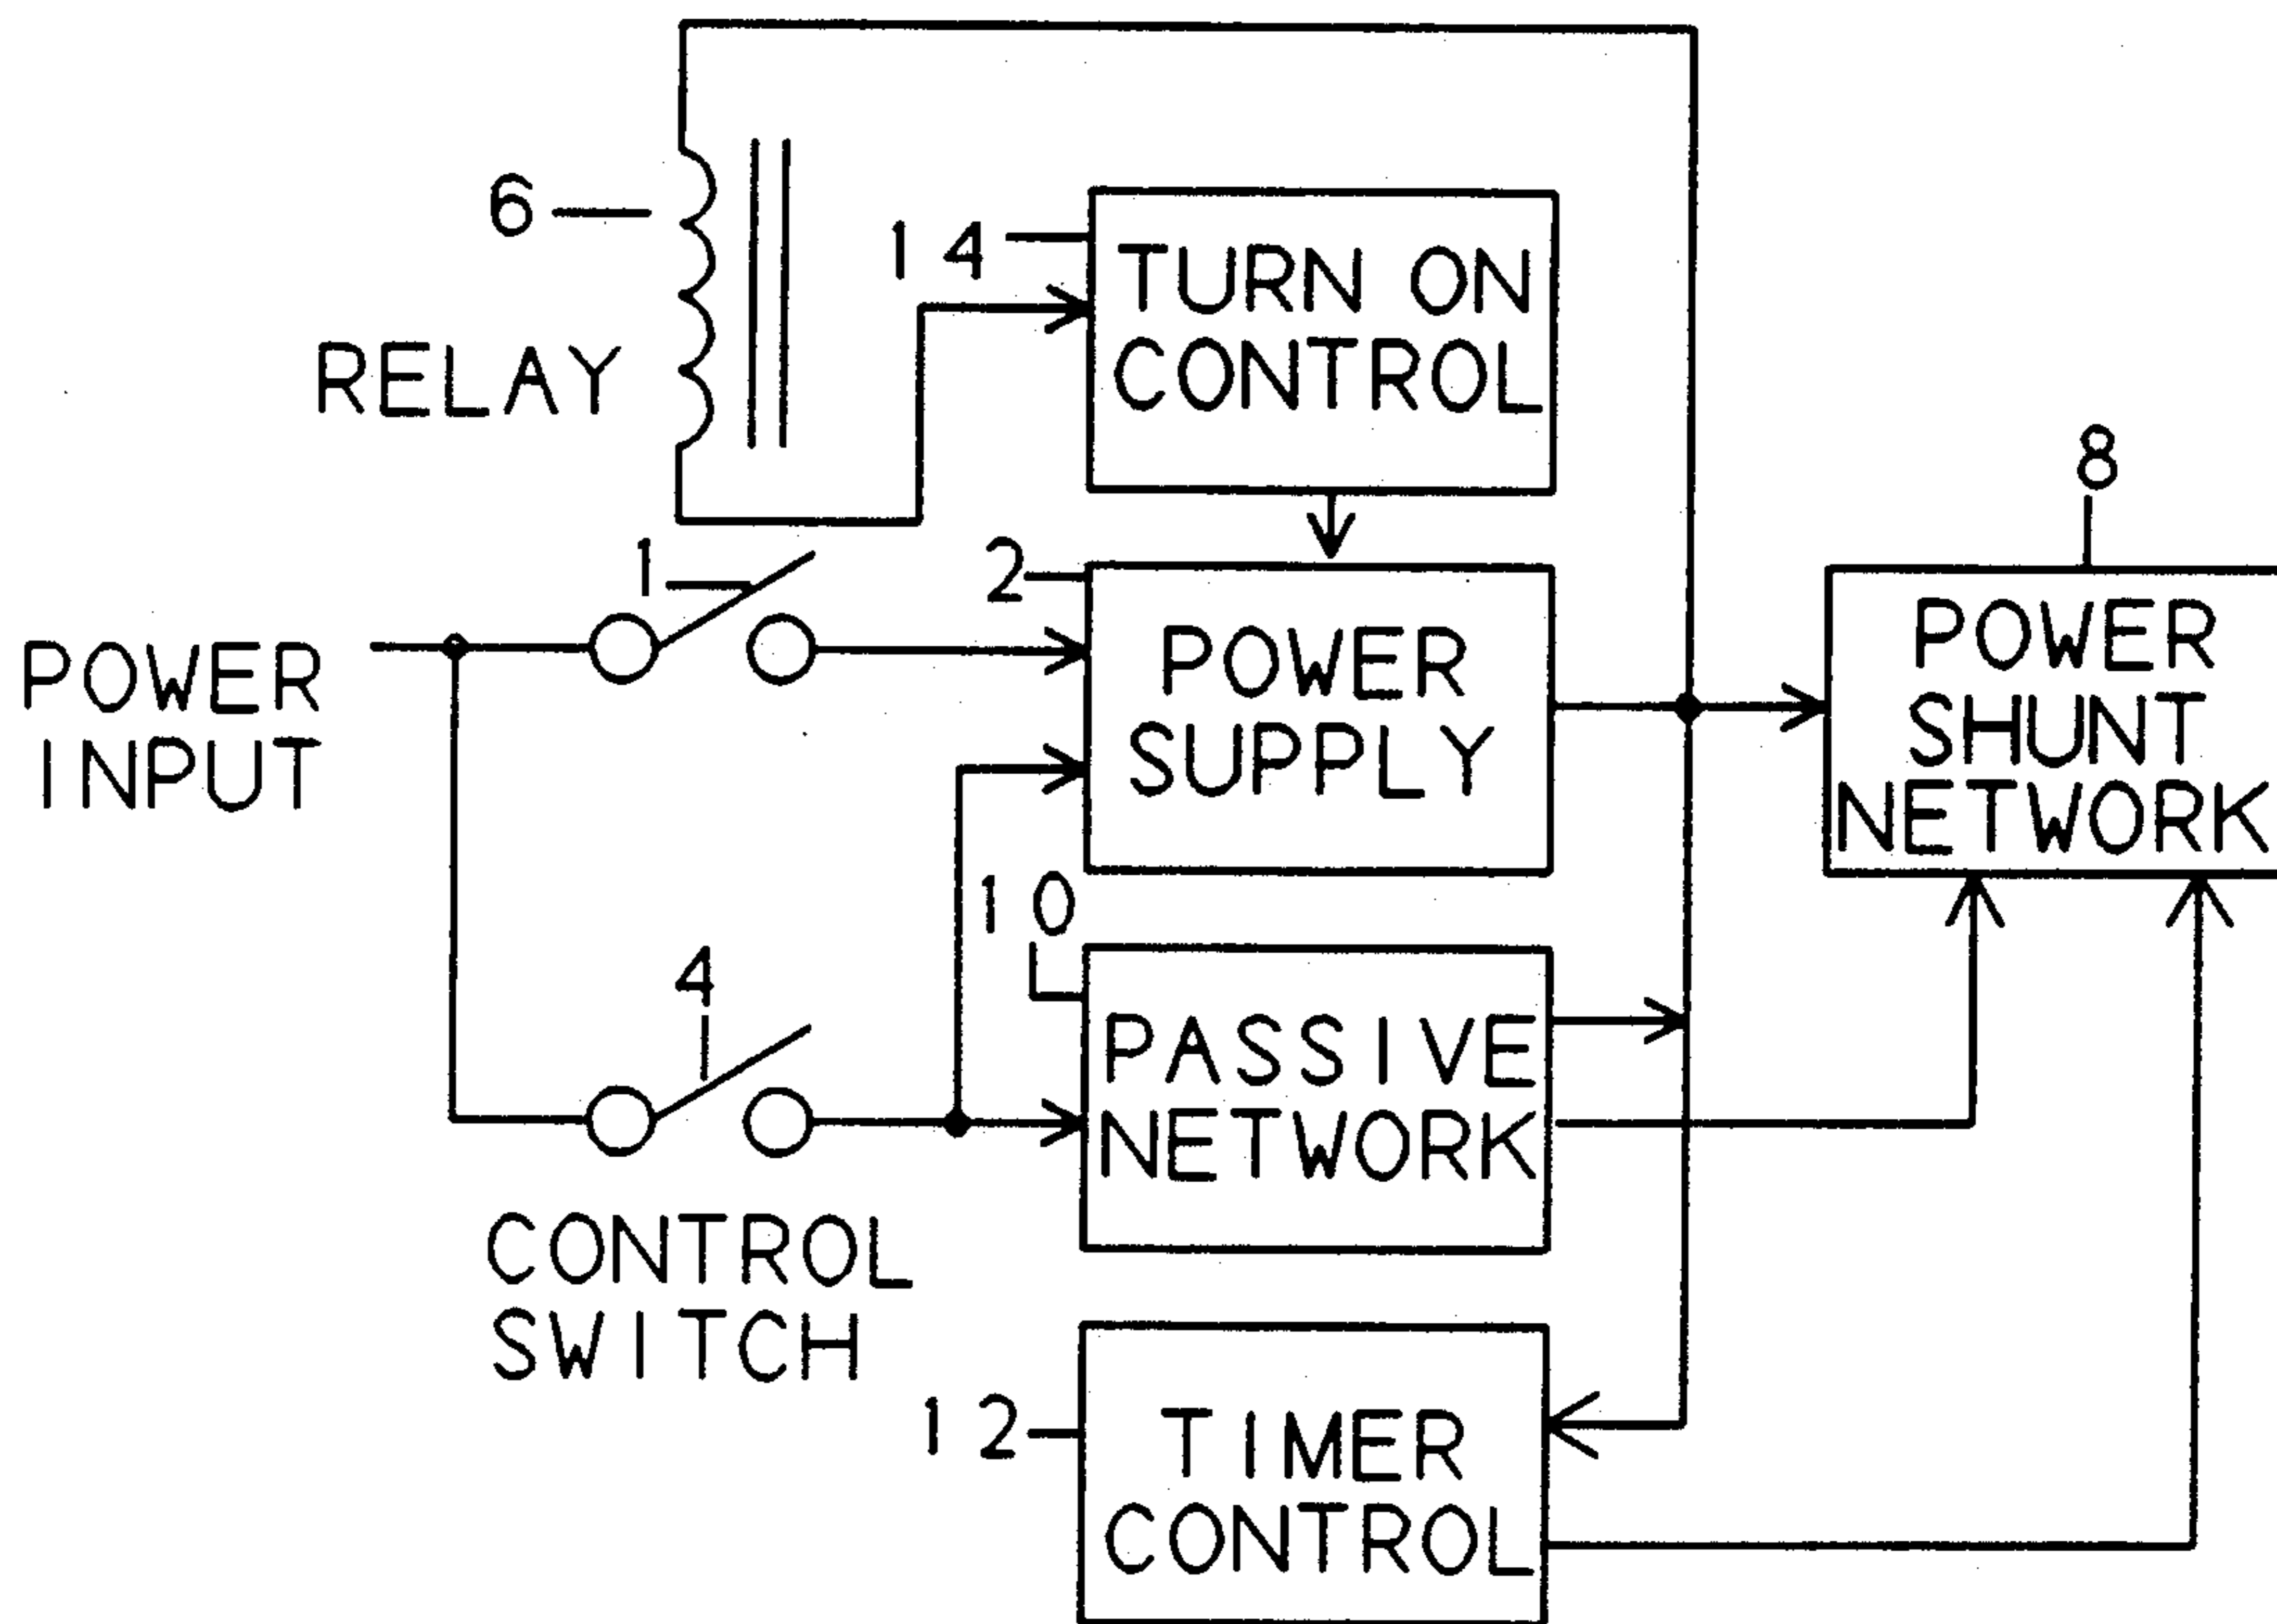 6
RELAY
14
TURN ON
CONTROL
1
2
POWER
INPUT
POWER
SUPPLY
8
POWER
SHUNT
NETWORK
4
CONTROL
SWITCH
10
PASSIVE
NETWORK
12
TIMER
CONTROL